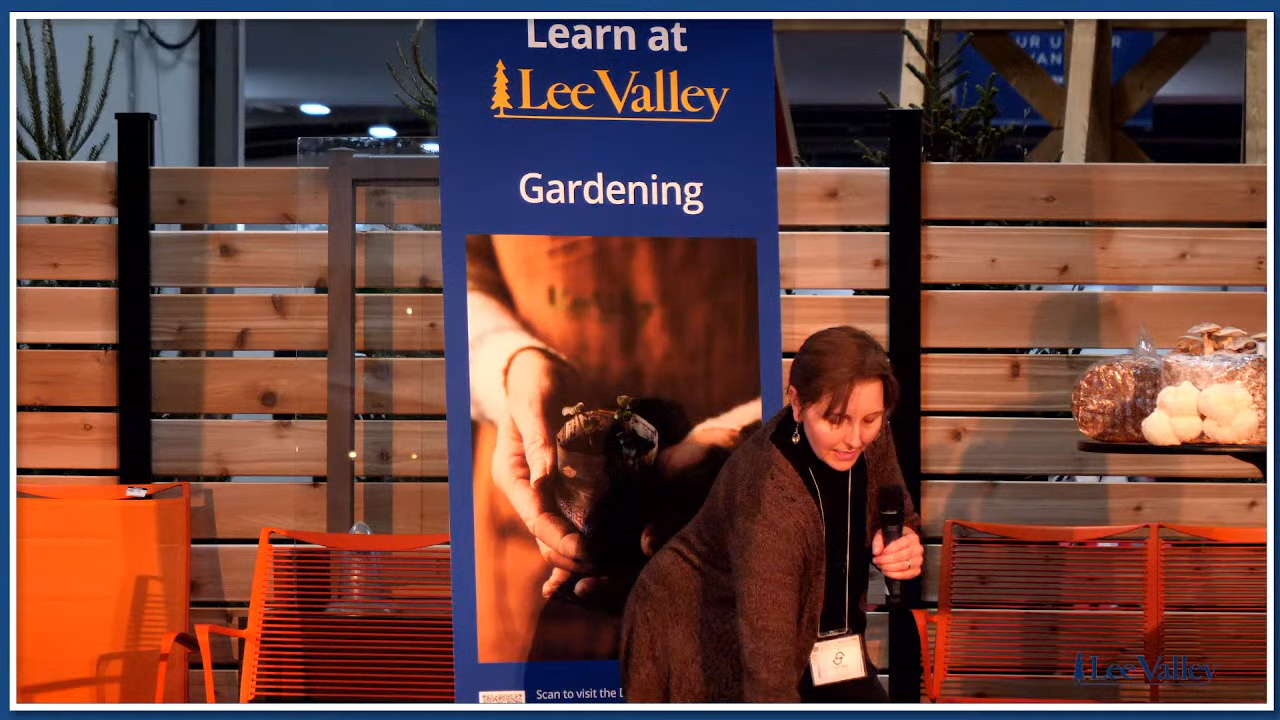 Learn at
Lee Valley
Gardening
Scan to visit the
Lee Valley